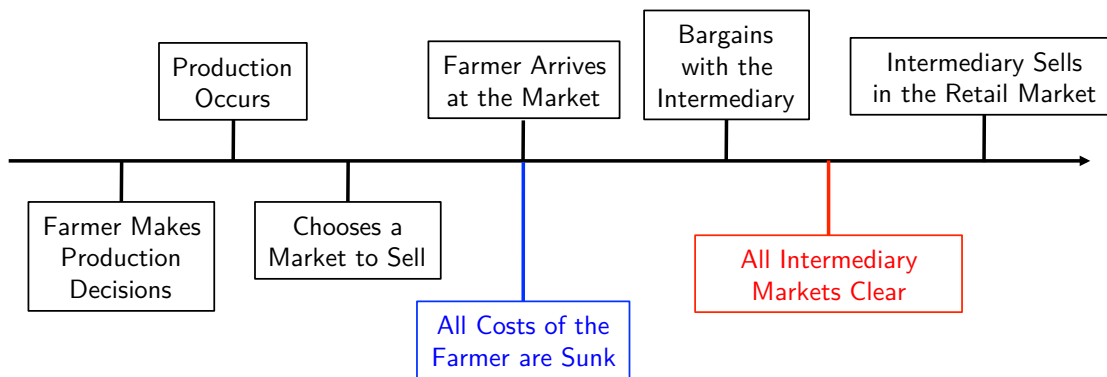 Production
Occurs
Farmer Arrives
at the Market
Bargains
with the
Intermediary
Intermediary Sells
in the Retail Market
Farmer Makes
Production
Decisions
Chooses a
Market to Sell
All Costs of the
Farmer are Sunk
All Intermediary
Markets Clear